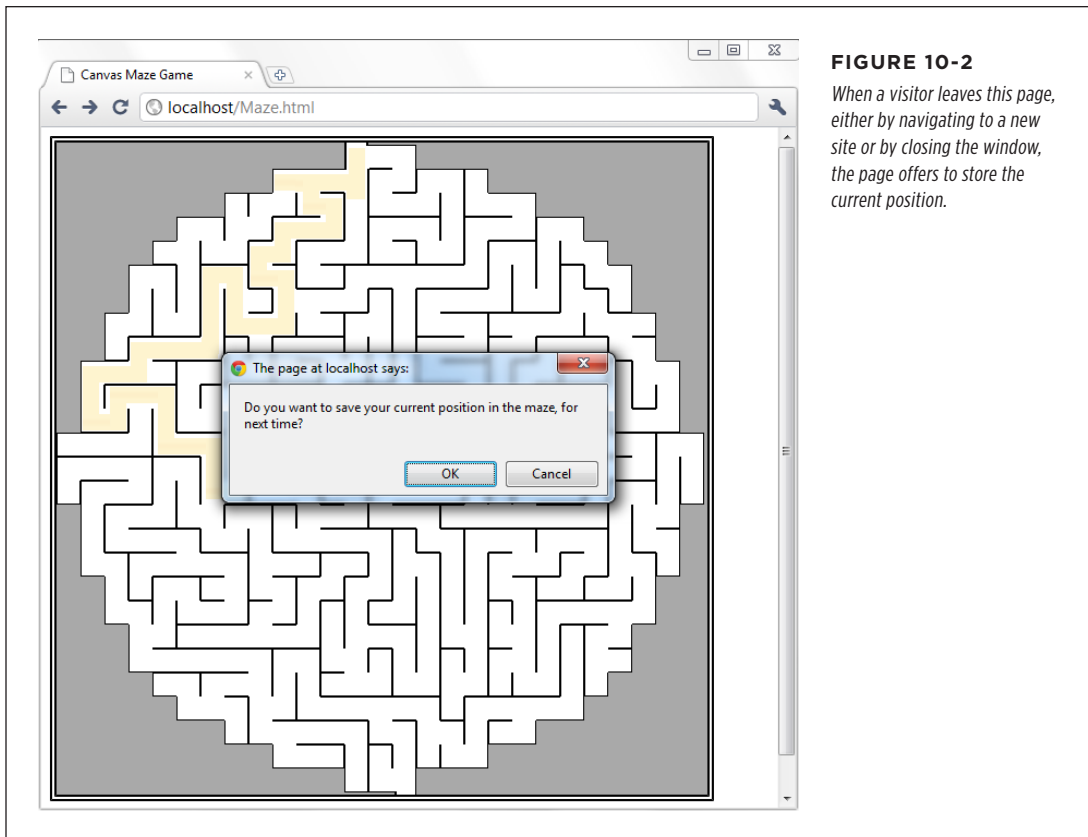 Canvas Maze Game
localhost/Maze.html
The page at localhost says:
Do you want to save your current position in the maze, for
next time?
OK
Cancel
FIGURE 10-2
When a visitor leaves this page,
either by navigating to a new
site or by closing the window,
the page offers to store the
current position.